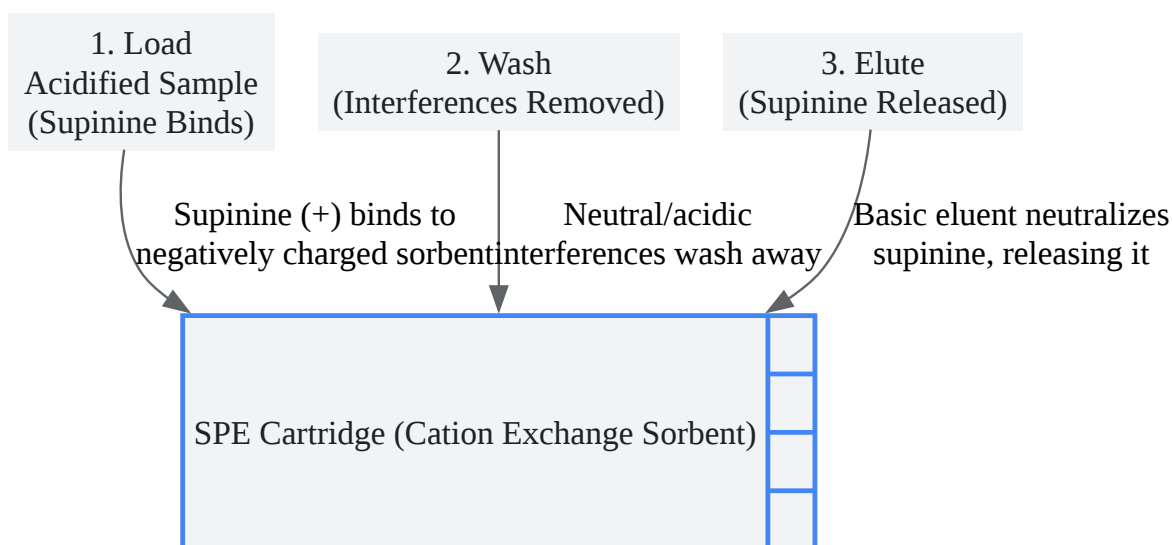 1. Load
Acidified Sample
(Supinine Binds)
2. Wash
(Interferences Removed)
3. Elute
(Supinine Released)
Supinine (+) binds to
negatively charged sorbent
Neutral/acidic
interferences wash away
Basic eluent neutralizes
supinine, releasing it
SPE Cartridge (Cation Exchange Sorbent)